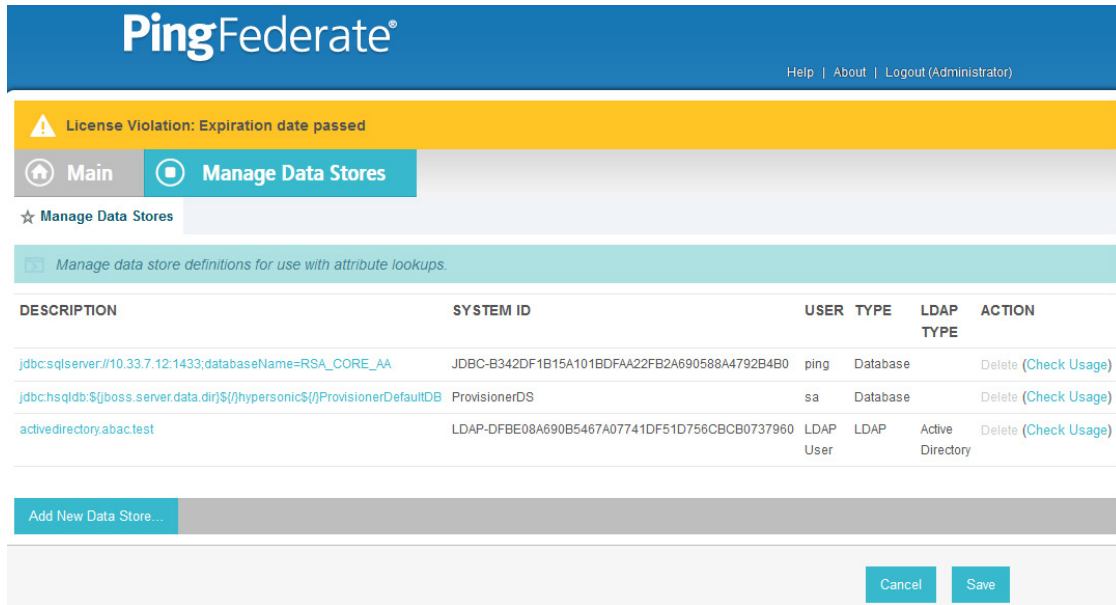 PingFederate®
Help | About | Logout (Administrator)
License Violation: Expiration date passed
Main Manage Data Stores
Manage Data Stores
Manage data store definitions for use with attribute lookups.
DESCRIPTION SYSTEM ID USER TYPE LDAP TYPE ACTION
jdbc:sqlserver://10.33.7.12:1433;databaseName=RSA_CORE_AA JDBC-B342DF1B15A101BDFAA22FB2A690588A4792B4B0 ping Database Delete (Check Usage)
jdbc:hsqldb:${jboss.server.data.dir}${/}hypersonic${/}ProvisionerDefaultDB ProvisionerDS sa Database Delete (Check Usage)
activedirectory.abac.test LDAP-DFBE08A690B5467A07741DF51D756CBCB0737960 LDAP User LDAP Active Directory Delete (Check Usage)
Add New Data Store...
Cancel Save